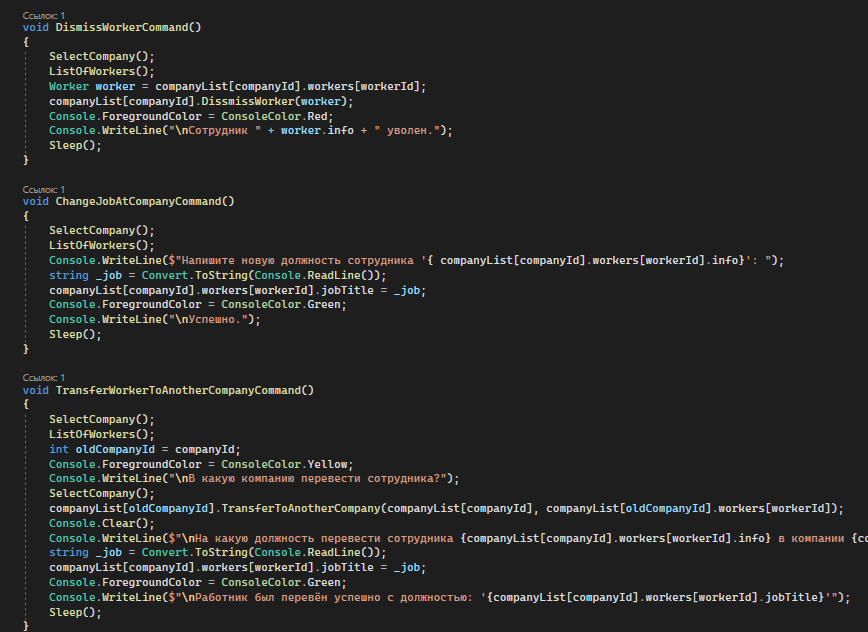 Ссылок: 1
void DismissWorkerCommand()
{
SelectCompany();
ListOfWorkers();
Worker worker = companyList[companyId].workers[workerId];
companyList[companyId].DissmissWorker(worker);
Console.ForegroundColor = ConsoleColor.Red;
Console.WriteLine("\nСотрудник " + worker.info + " уволен.");
Sleep();
}
Ссылок: 1
void ChangeJobAtCompanyCommand()
{
SelectCompany();
ListOfWorkers();
Console.WriteLine($"Напишите новую должность сотрудника '{ companyList[companyId].workers[workerId].info}': ");
string _job = Convert.ToString(Console.ReadLine());
companyList[companyId].workers[workerId].jobTitle = _job;
Console.ForegroundColor = ConsoleColor.Green;
Console.WriteLine("\nУспешно.");
Sleep();
}
Ссылок: 1
void TransferWorkerToAnotherCompanyCommand()
{
SelectCompany();
ListOfWorkers();
int oldCompanyId = companyId;
Console.ForegroundColor = ConsoleColor.Yellow;
Console.WriteLine("\nВ какую компанию перевести сотрудника?");
SelectCompany();
companyList[oldCompanyId].TransferToAnotherCompany(companyList[companyId], companyList[oldCompanyId].workers[workerId]);
Console.Clear();
Console.WriteLine($"\nНа какую должность перевести сотрудника {companyList[companyId].workers[workerId].info} в компании {co
string _job = Convert.ToString(Console.ReadLine());
companyList[companyId].workers[workerId].jobTitle = _job;
Console.ForegroundColor = ConsoleColor.Green;
Console.WriteLine($"\nРаботник был перевён успешно с должностью: '{companyList[companyId].workers[workerId].jobTitle}'");
Sleep();
}